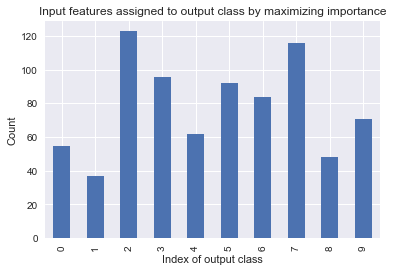 Input features assigned to output class by maximizing importance
120
100
80
60
40
20
0
Count
0 1 2 3 4 5 6 7 8 9
Index of output class